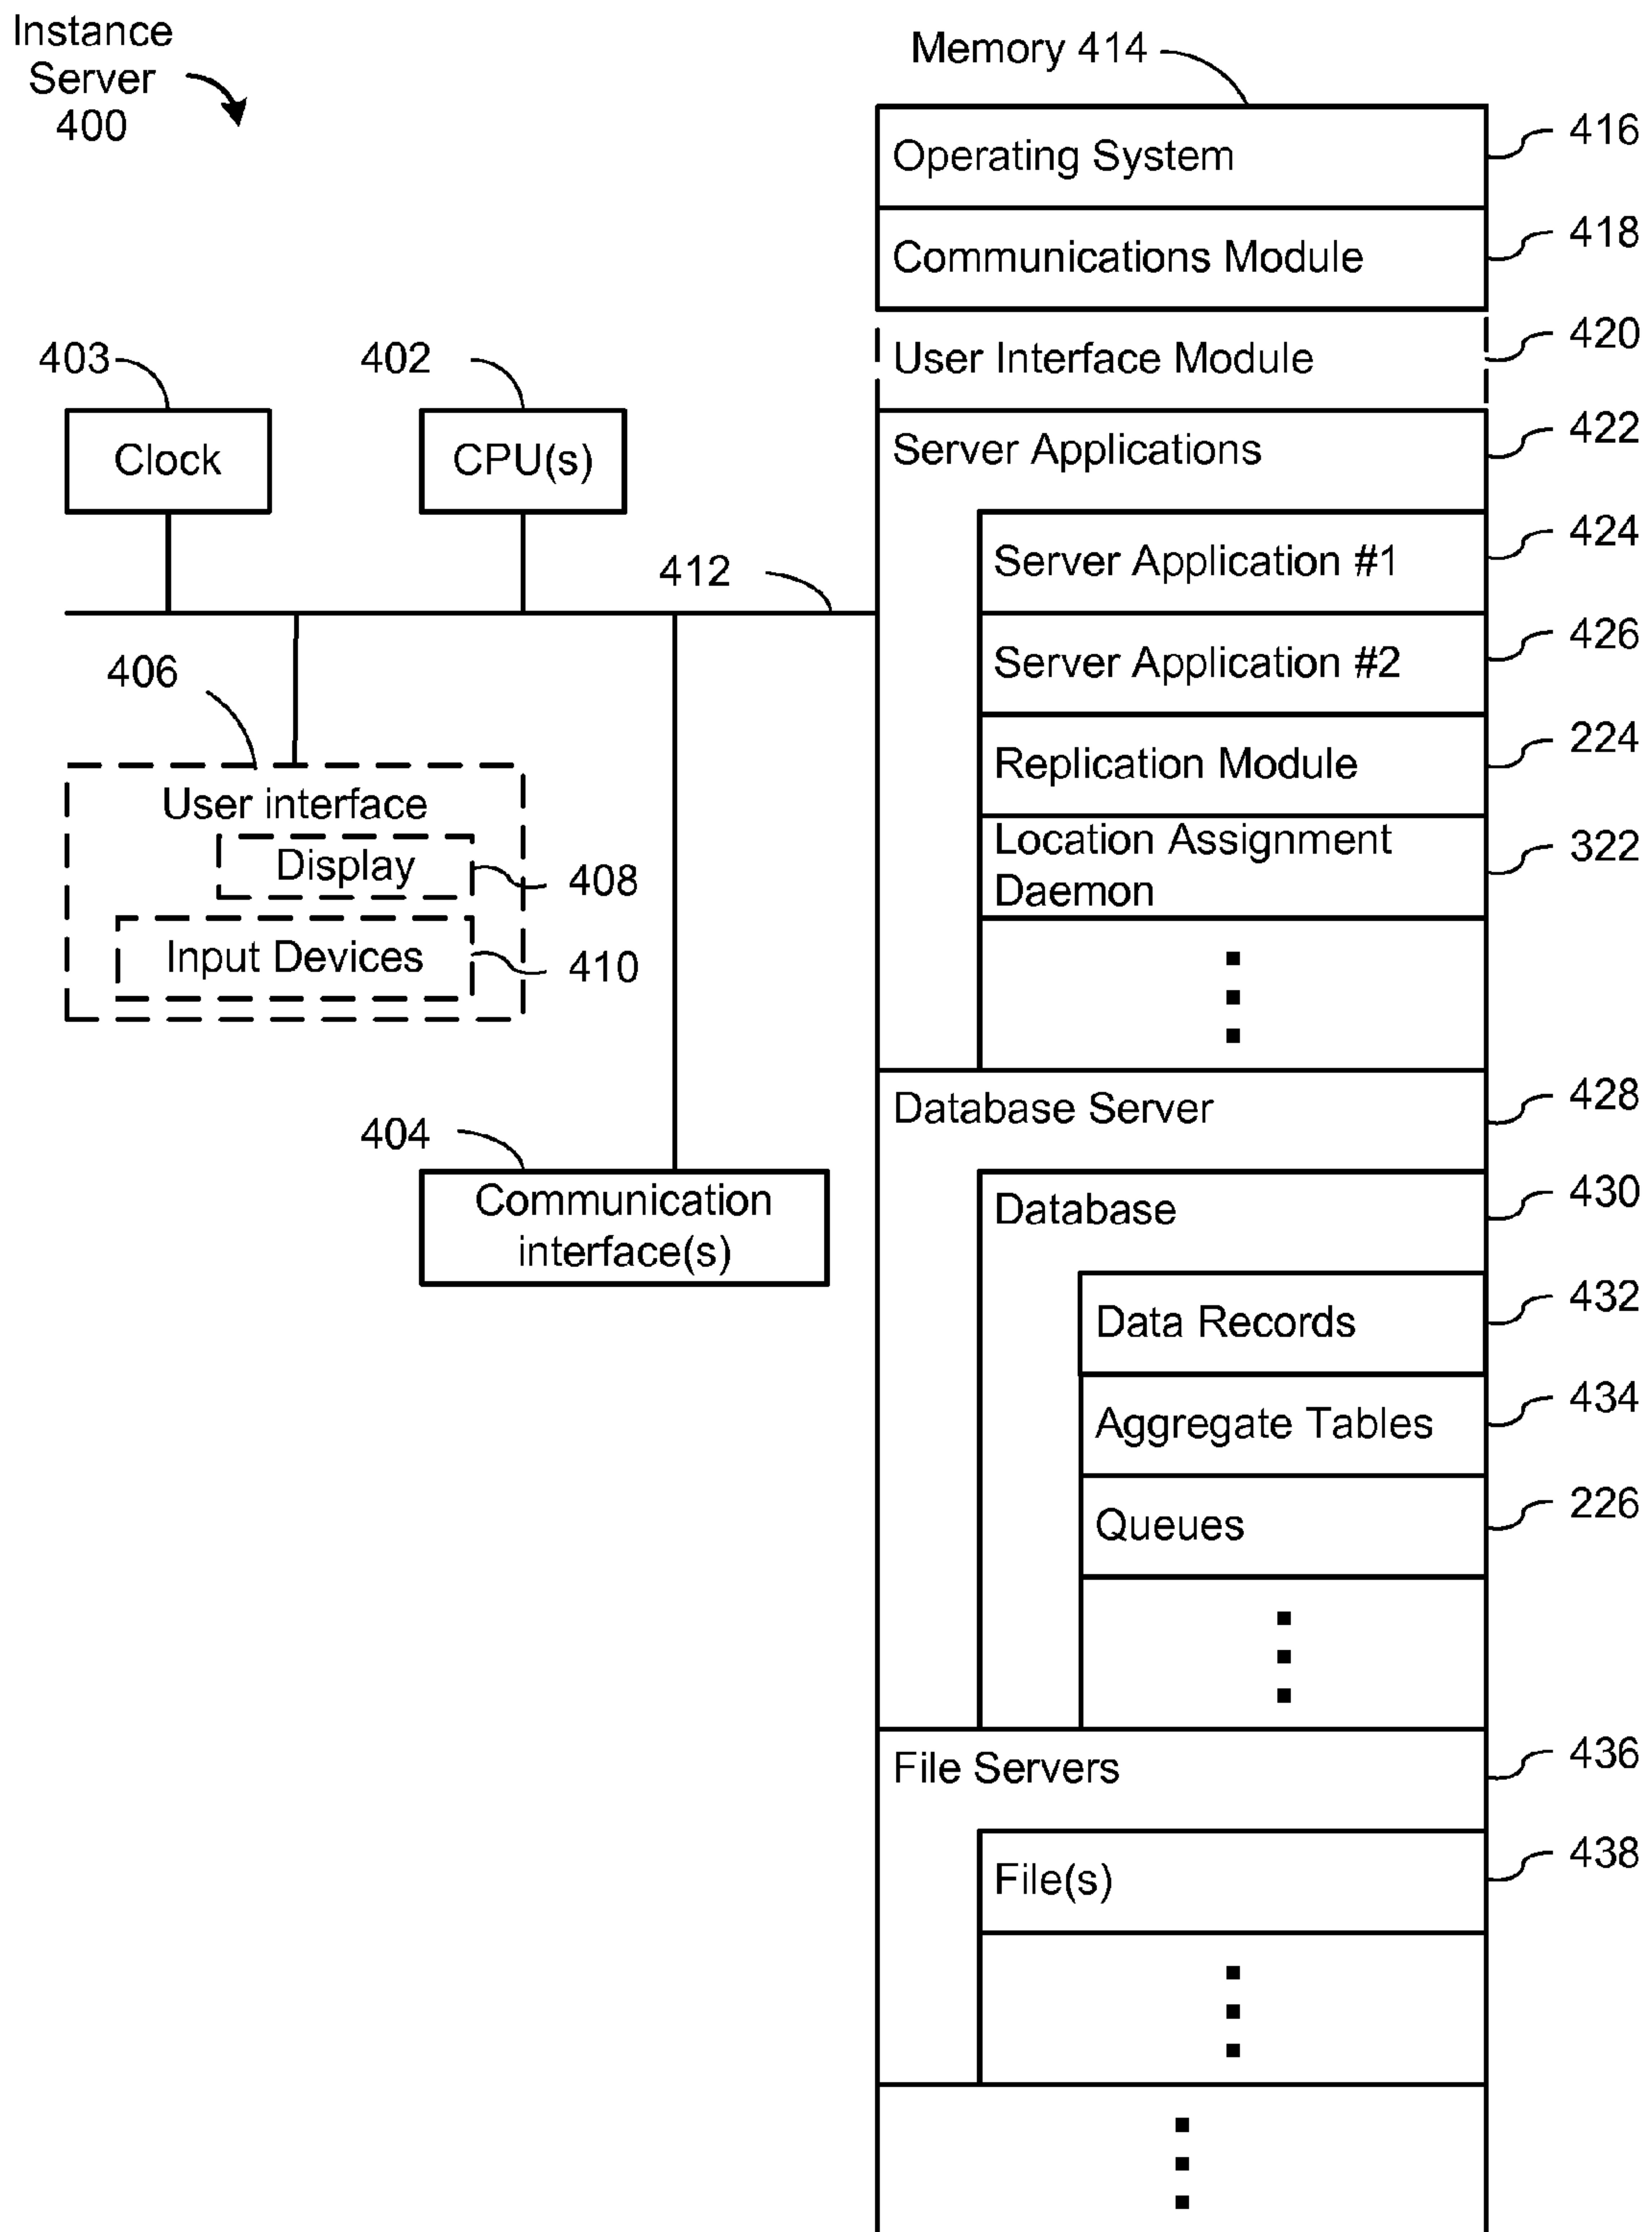 Instance
Server
400
Memory 414
Operating System
416
Communications Module
418
User Interface Module
420
403
402
Clock
CPU(s)
Server Applications
422
Server Application #1
424
412
Server Application #2
426
406
Replication Module
224
User interface
Display
408
Input Devices
410
Location Assignment
Daemon
322
Database Server
428
404
Communication
interface(s)
Database
430
Data Records
432
Aggregate Tables
434
Queues
226
File Servers
436
File(s)
438